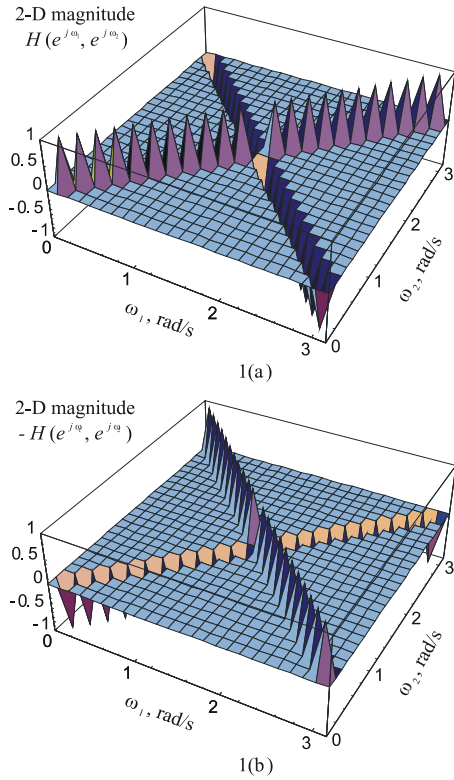 2-D magnitude
H (e^{jω₁}, e^{jω₂})
1
0.5
0
-0.5
-1
0
1
2
3
ω₁, rad/s
0
1
2
3
ω₂, rad/s
1(a)
2-D magnitude
- H (e^{jω₁}, e^{jω₂})
1
0.5
0
-0.5
-1
0
1
2
3
ω₁, rad/s
0
1
2
3
ω₂, rad/s
1(b)